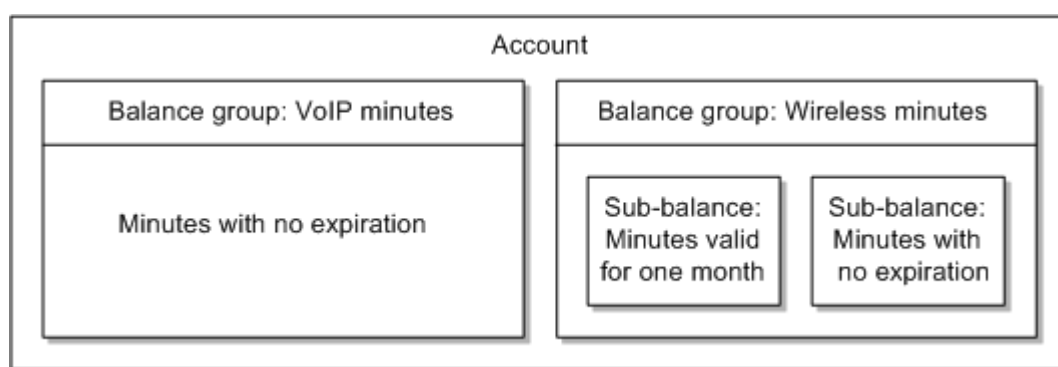 Account
Balance group: VoIP minutes
Minutes with no expiration
Balance group: Wireless minutes
Sub-balance:
Minutes valid
for one month
Sub-balance:
Minutes with
no expiration